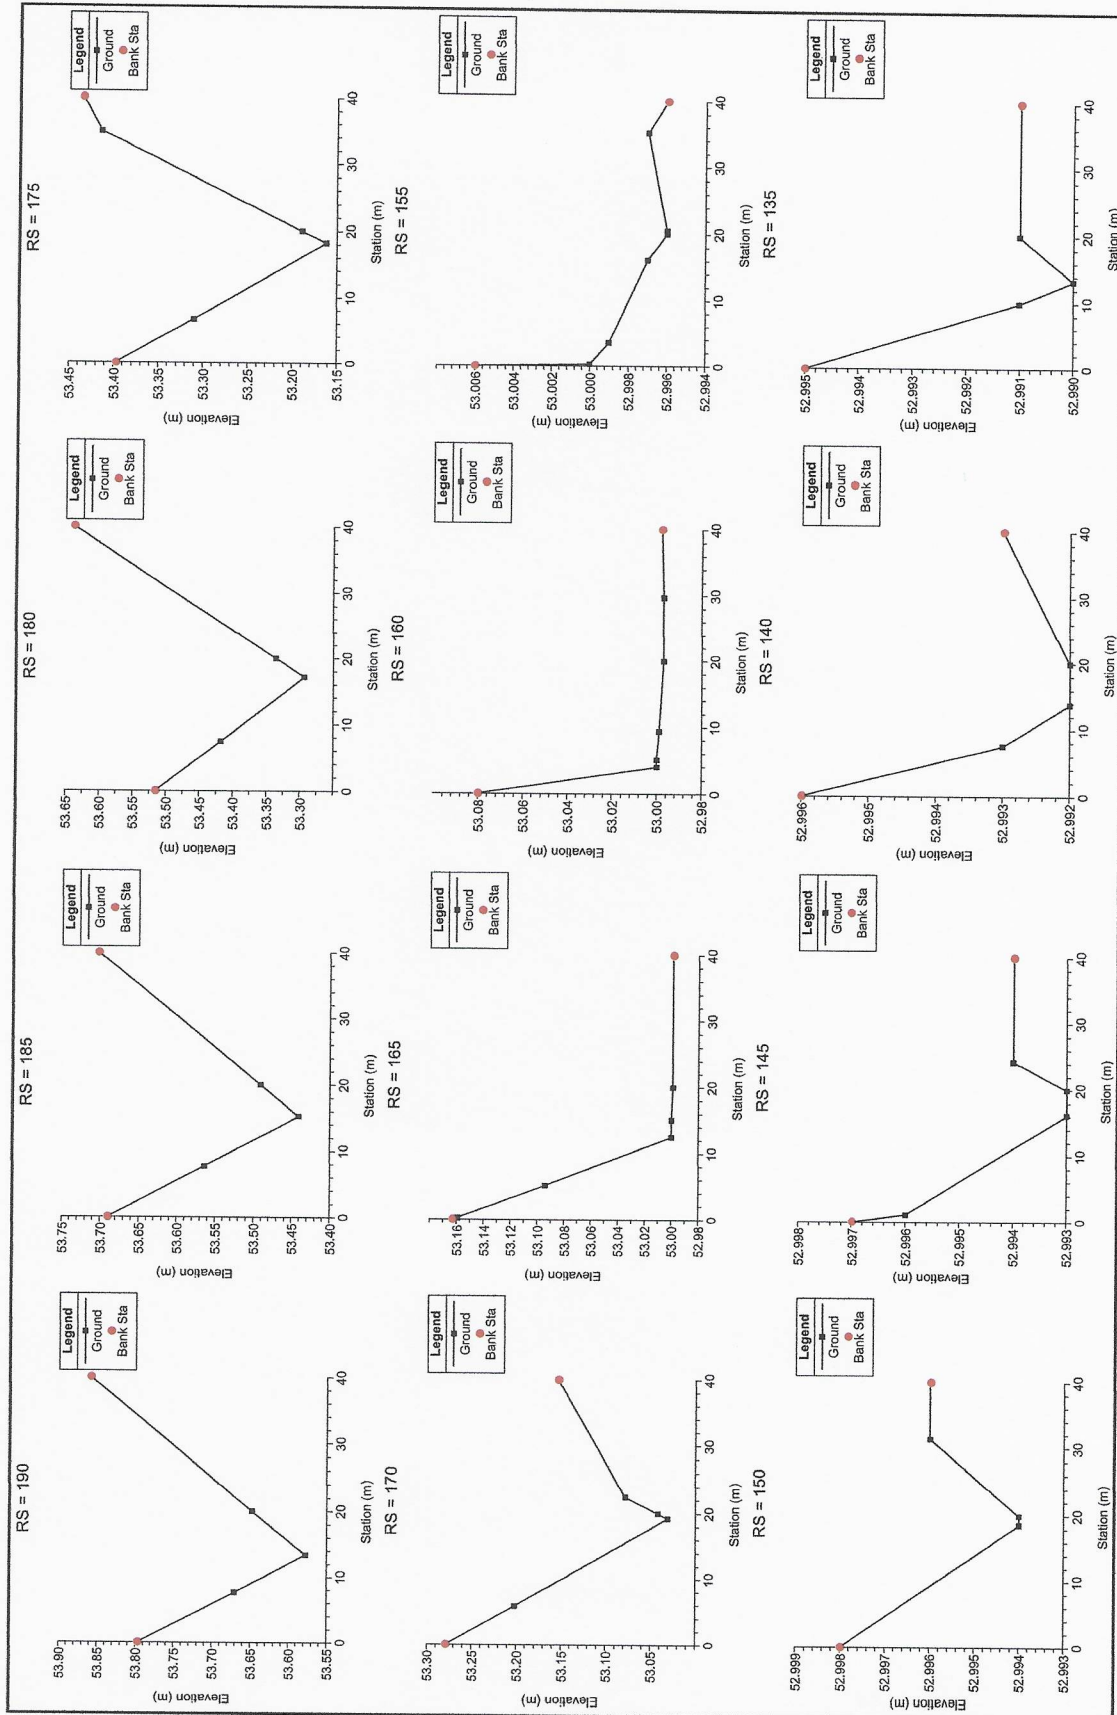 RS = 190
Legend
Ground
Bank Sta
53.90
53.85
53.80
53.75
53.70
53.65
53.60
53.55
Elevation (m)
0 10 20 30 40
Station (m)
RS = 185
Legend
Ground
Bank Sta
53.75
53.70
53.65
53.60
53.55
53.50
53.45
53.40
Elevation (m)
0 10 20 30 40
Station (m)
RS = 180
Legend
Ground
Bank Sta
53.65
53.60
53.55
53.50
53.45
53.40
53.35
53.30
Elevation (m)
0 10 20 30 40
Station (m)
RS = 175
Legend
Ground
Bank Sta
53.45
53.40
53.35
53.30
53.25
53.20
53.15
Elevation (m)
0 10 20 30 40
Station (m)
RS = 170
Legend
Ground
Bank Sta
53.30
53.25
53.20
53.15
53.10
53.05
Elevation (m)
0 10 20 30 40
Station (m)
RS = 165
Legend
Ground
Bank Sta
53.16
53.14
53.12
53.10
53.08
53.06
53.04
53.02
53.00
52.98
Elevation (m)
0 10 20 30 40
Station (m)
RS = 160
Legend
Ground
Bank Sta
53.08
53.06
53.04
53.02
53.00
52.98
Elevation (m)
0 10 20 30 40
Station (m)
RS = 155
Legend
Ground
Bank Sta
53.006
53.004
53.002
53.000
52.998
52.996
52.994
Elevation (m)
0 10 20 30 40
Station (m)
RS = 150
Legend
Ground
Bank Sta
52.999
52.998
52.997
52.996
52.995
52.994
52.993
Elevation (m)
0 10 20 30 40
Station (m)
RS = 145
Legend
Ground
Bank Sta
52.998
52.997
52.996
52.995
52.994
52.993
Elevation (m)
0 10 20 30 40
Station (m)
RS = 140
Legend
Ground
Bank Sta
52.996
52.995
52.994
52.993
52.992
Elevation (m)
0 10 20 30 40
Station (m)
RS = 135
Legend
Ground
Bank Sta
52.995
52.994
52.993
52.992
52.991
52.990
Elevation (m)
0 10 20 30 40
Station (m)